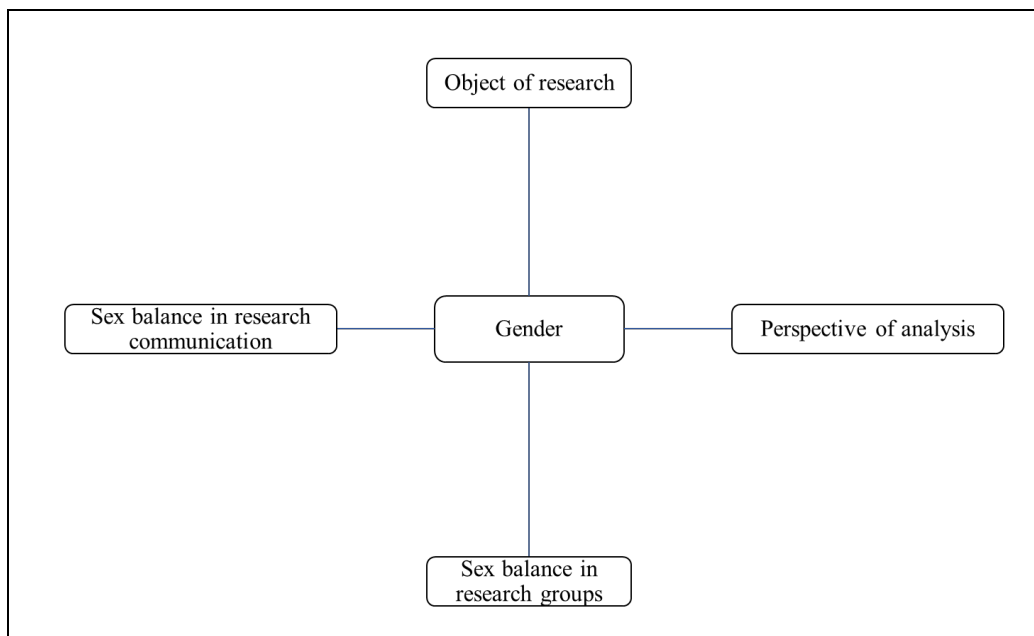 Object of research
Sex balance in research
communication
Gender
Perspective of analysis
Sex balance in
research groups